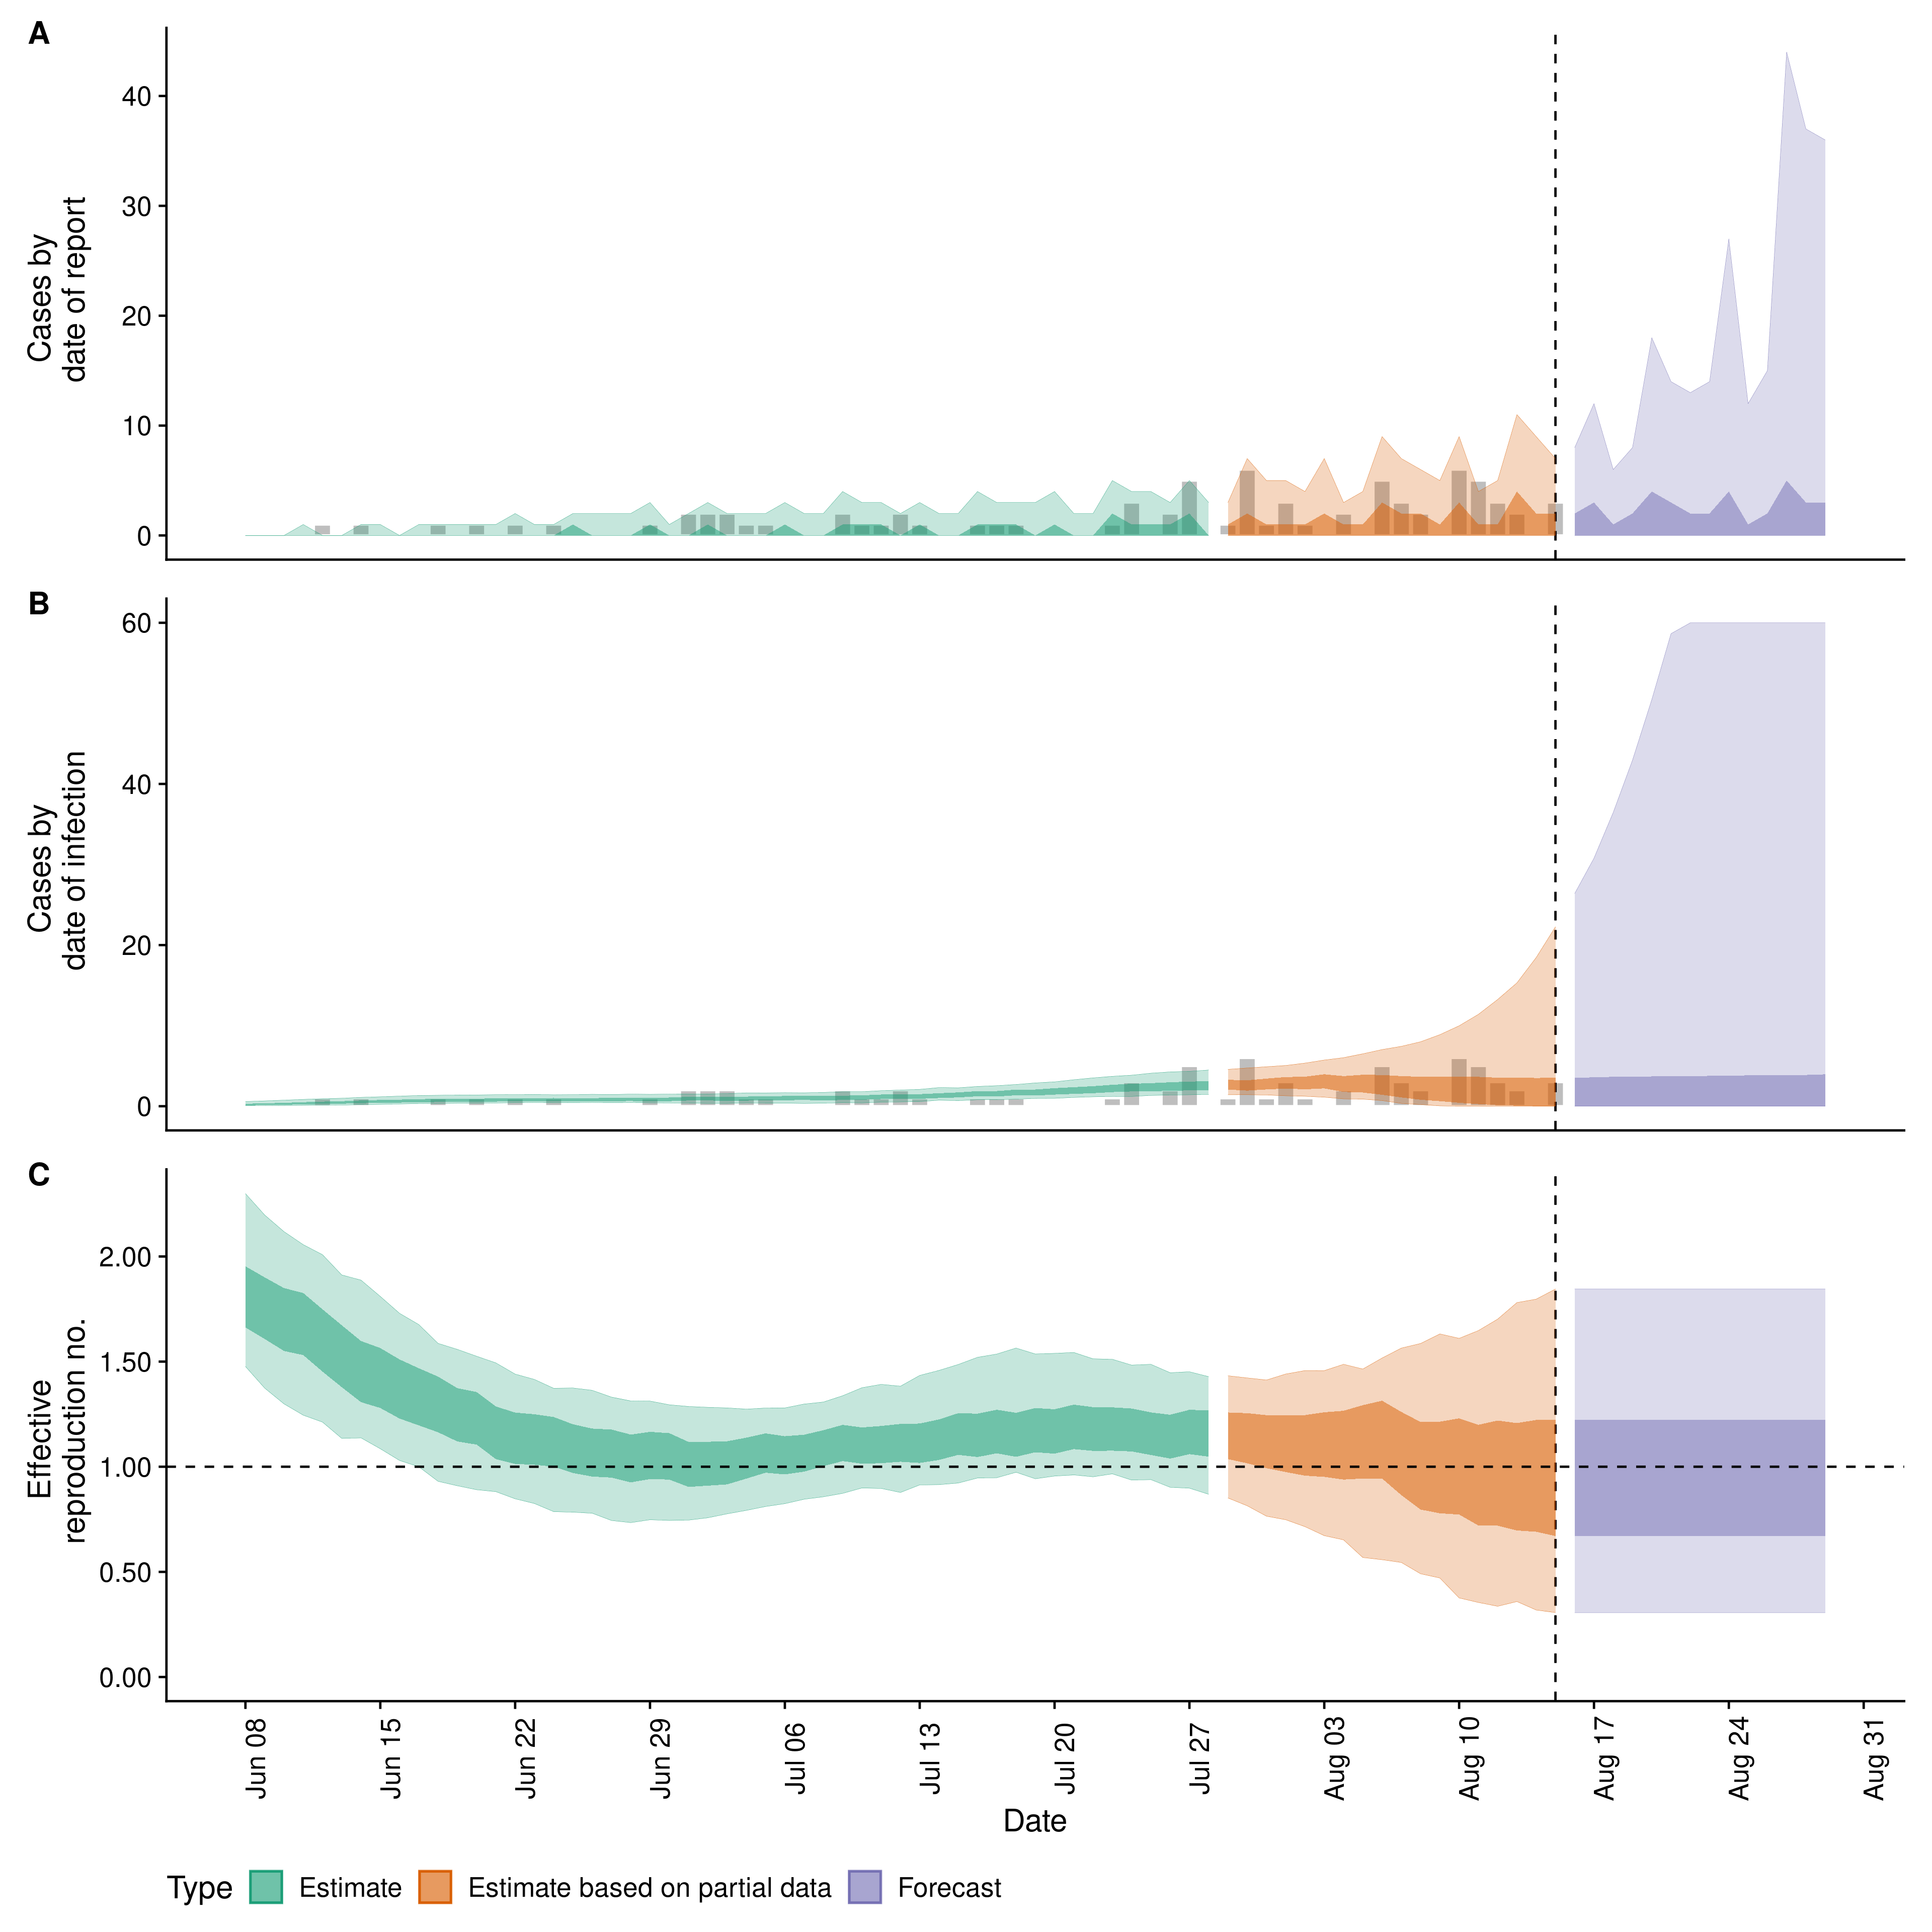 A
Cases by
date of report
40
30
20
10
0
B
Cases by
date of infection
60
40
20
0
C
Effective
reproduction no.
2.00
1.50
1.00
0.50
0.00
Jun 08
Jun 15
Jun 22
Jun 29
Jul 06
Jul 13
Jul 20
Jul 27
Aug 03
Aug 10
Aug 17
Aug 24
Aug 31
Date
Type Estimate Estimate based on partial data Forecast